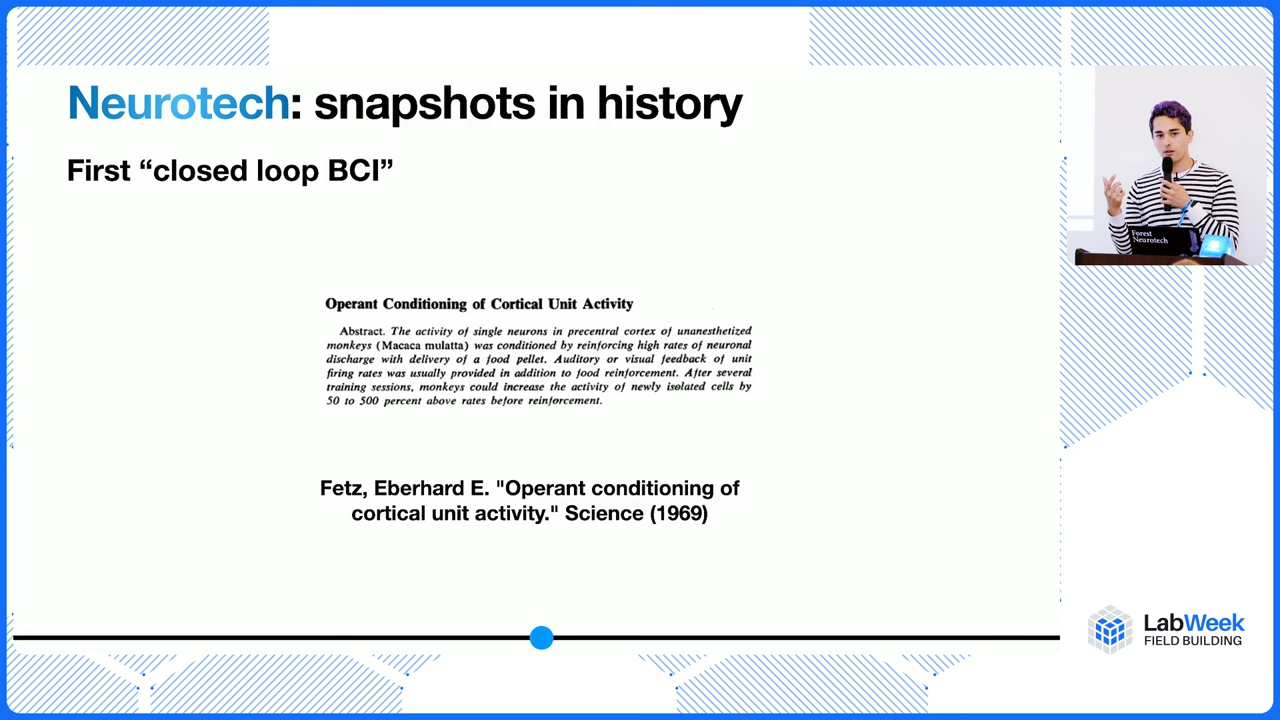 Neurotech: snapshots in history
First “closed loop BCI”
Operant Conditioning of Cortical Unit Activity
Abstract. The activity of single neurons in precentral cortex of unanesthetized
monkeys (Macaca mulatta) was conditioned by reinforcing high rates of neuronal
discharge with delivery of a food pellet. Auditory or visual feedback of unit
firing rates was usually provided in addition to food reinforcement. After several
training sessions, monkeys could increase the activity of newly isolated cells by
50 to 500 percent above rates before reinforcement.
Fetz, Eberhard E. "Operant conditioning of
cortical unit activity." Science (1969)
Forest
Neurotech
LabWeek
FIELD BUILDING